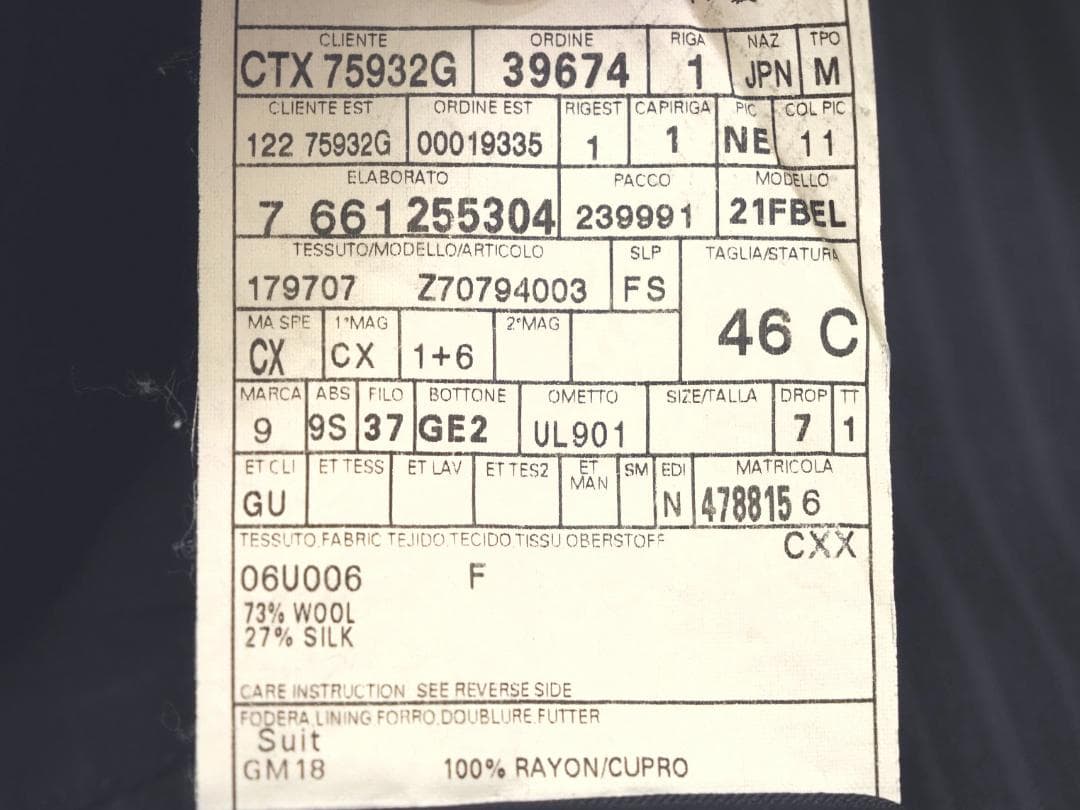 CLIENTE ORDINE RIGA NAZ TPO
CTX 75932G 39674 1 JPN M
CLIENTE EST ORDINE EST RIGEST CAPIRIGA PIC COL PIC
122 75932G 00019335 1 1 NE 11
ELABORATO PACCO MODELLO
7 661 255304 239991 21FBEL
TESSUTO/MODELLO/ARTICOLO SLP TAGLIA/STATURA
179707 Z70794003 FS 46 C
MA SPE 1°MAG 2°MAG
CX CX 1+6
MARCA ABS FILO BOTTONE OMETTO SIZE/TALLA DROP TT
9 9S 37 GE2 UL901 7 1
ET CLI ET TESS ET LAV ET TES2 ET MAN SM EDI MATRICOLA
GU N 478815 6
TESSUTO,FABRIC TEJIDO,TECIDO,TISSU OBERSTOFF CXX
06U006 F
73% WOOL
27% SILK
CARE INSTRUCTION SEE REVERSE SIDE
FODERA,LINING FORRO,DOUBLURE,FUTTER
Suit
GM18 100% RAYON/CUPRO